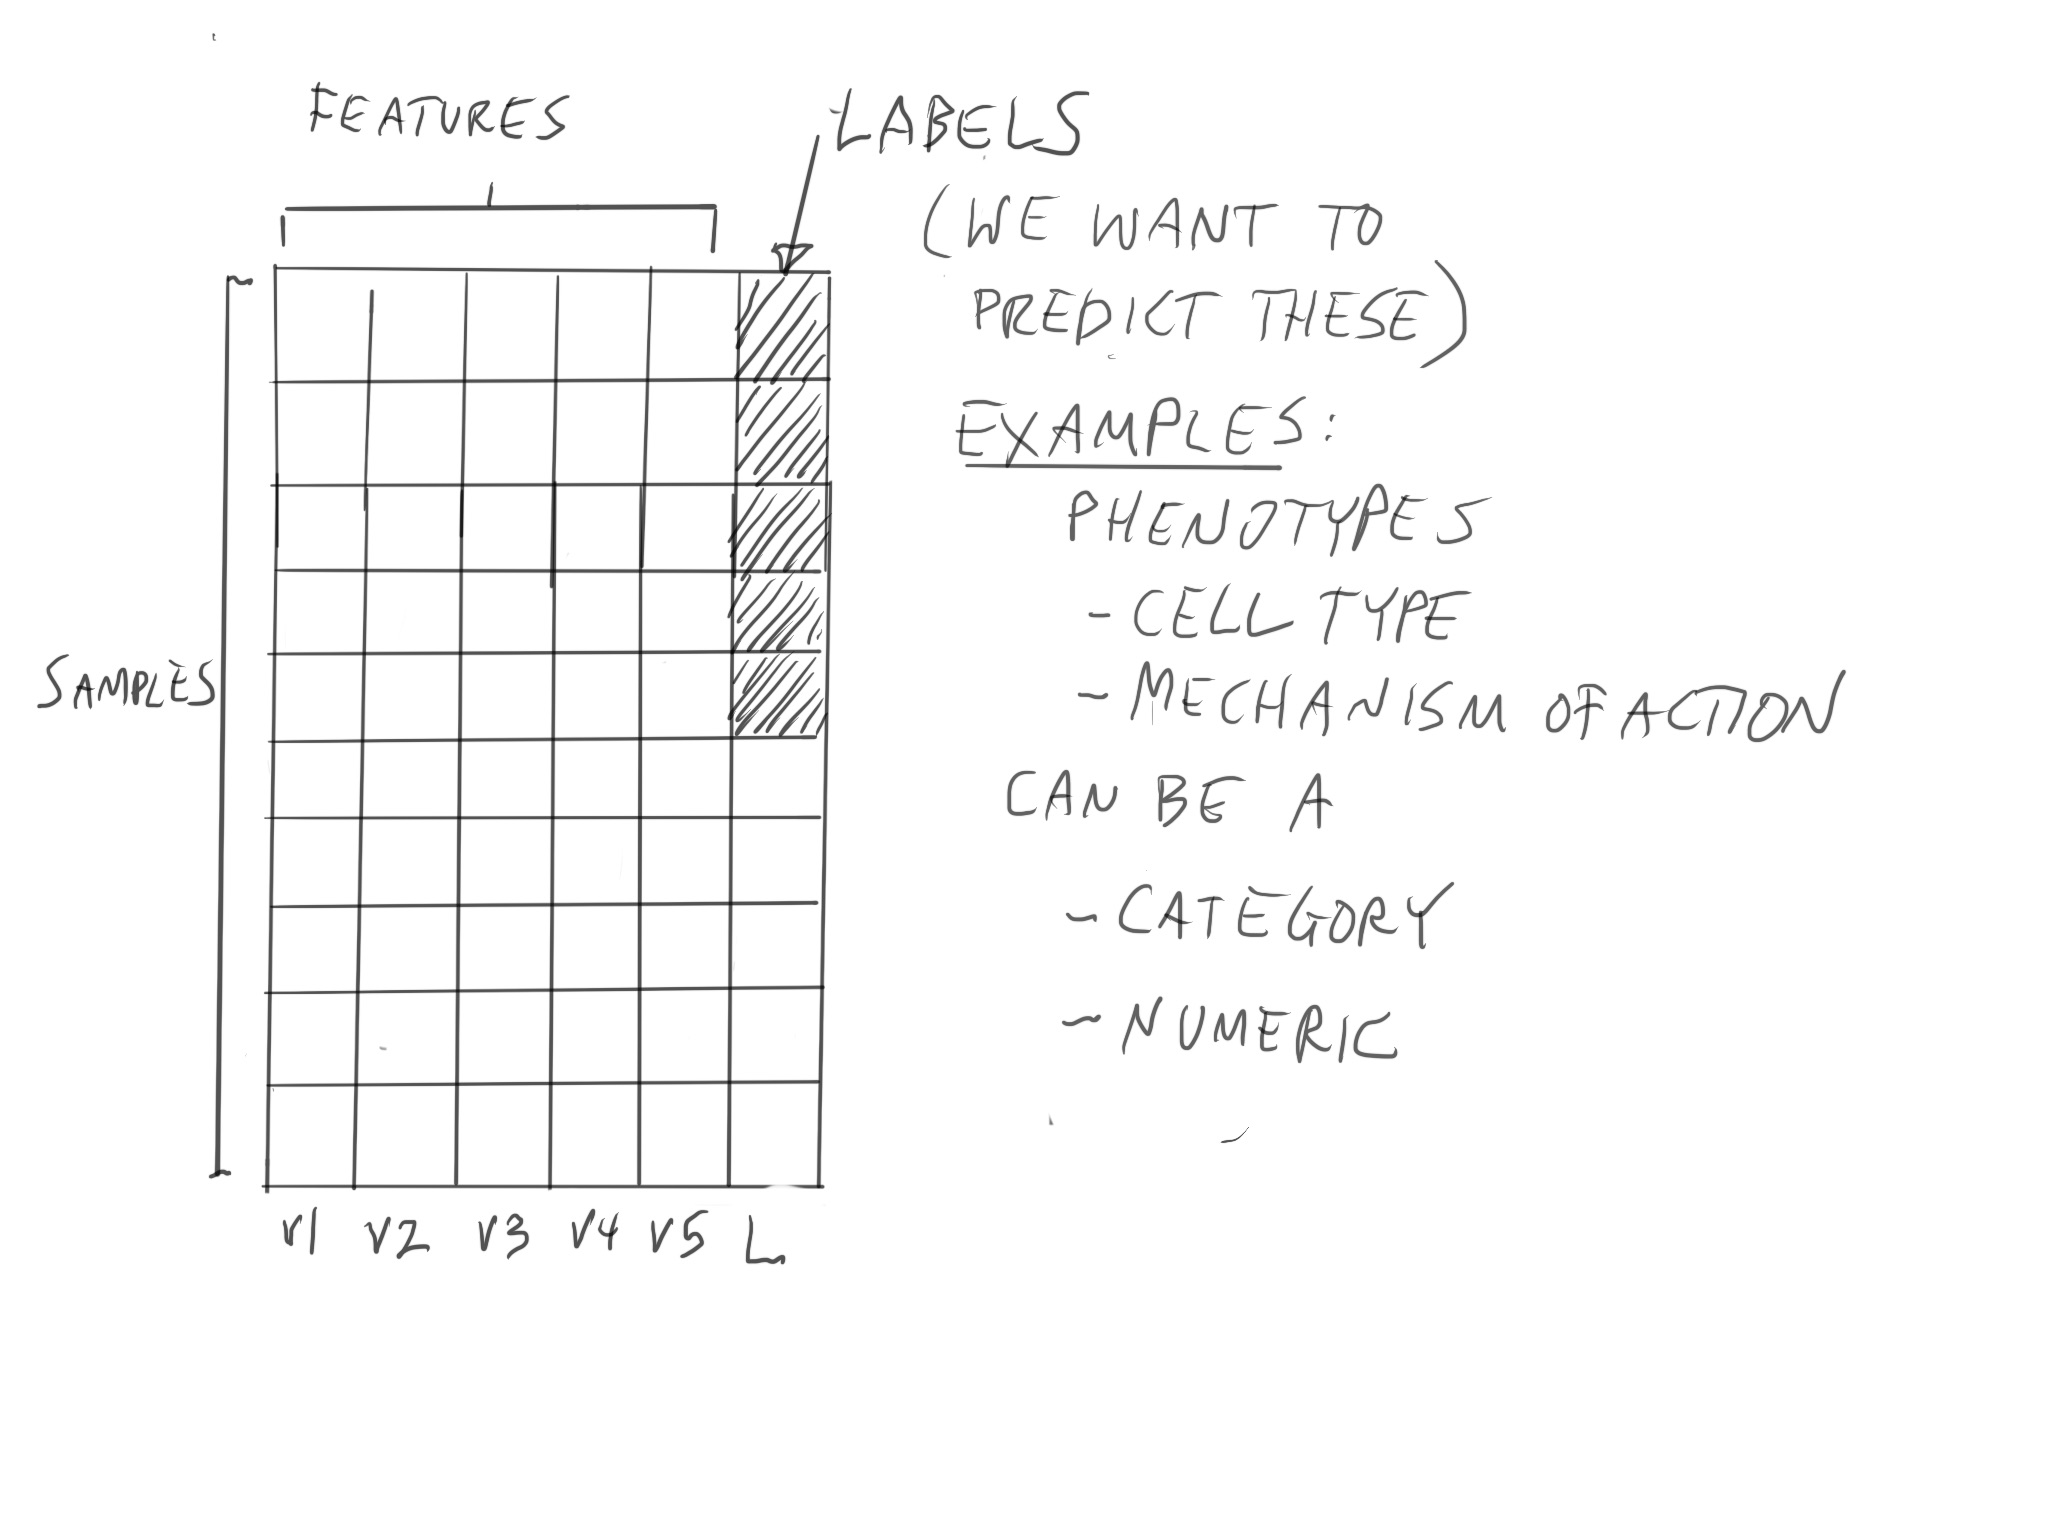 FEATURES
LABELS
(WE WANT TO
PREDICT THESE)
EXAMPLES:
PHENOTYPES
- CELL TYPE
- MECHANISM OF ACTION
SAMPLES
CAN BE A
- CATEGORY
- NUMERIC
V1 V2 V3 V4 V5 L